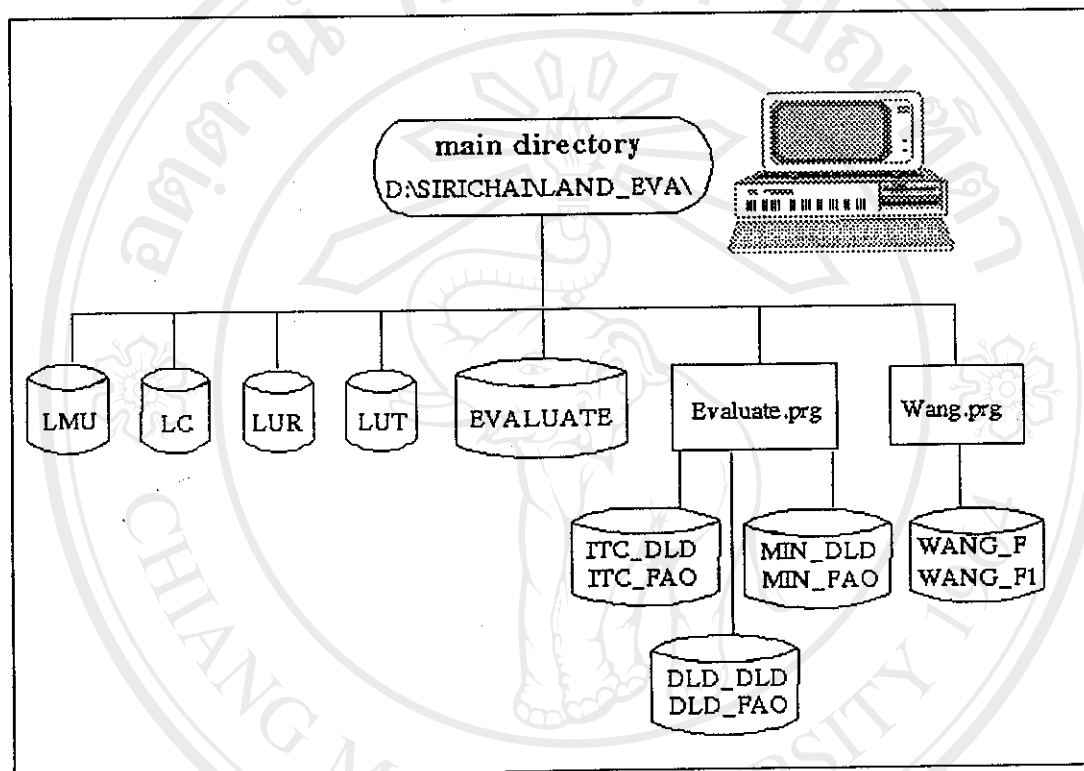 main directory
D:\SIRICHAI\LAND_EVA\
LMU
LC
LUR
LUT
EVALUATE
Evaluate.prg
Wang.prg
ITC_DLD
ITC_FAO
MIN_DLD
MIN_FAO
WANG_F
WANG_F1
DLD_DLD
DLD_FAO